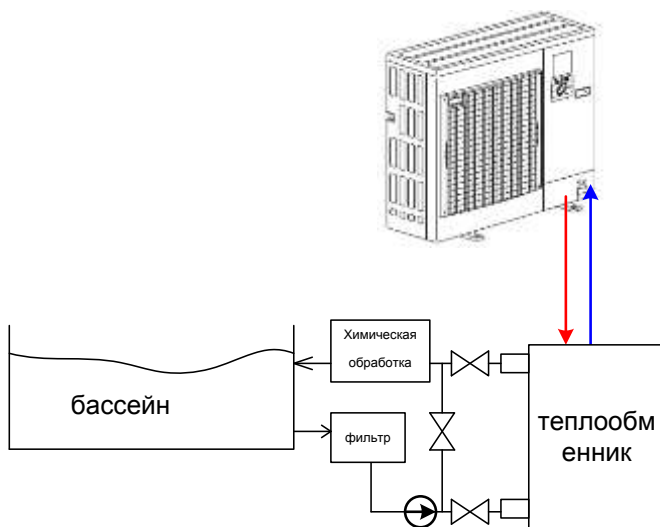 Химическая
обработка
бассейн
фильтр
теплообм
енник